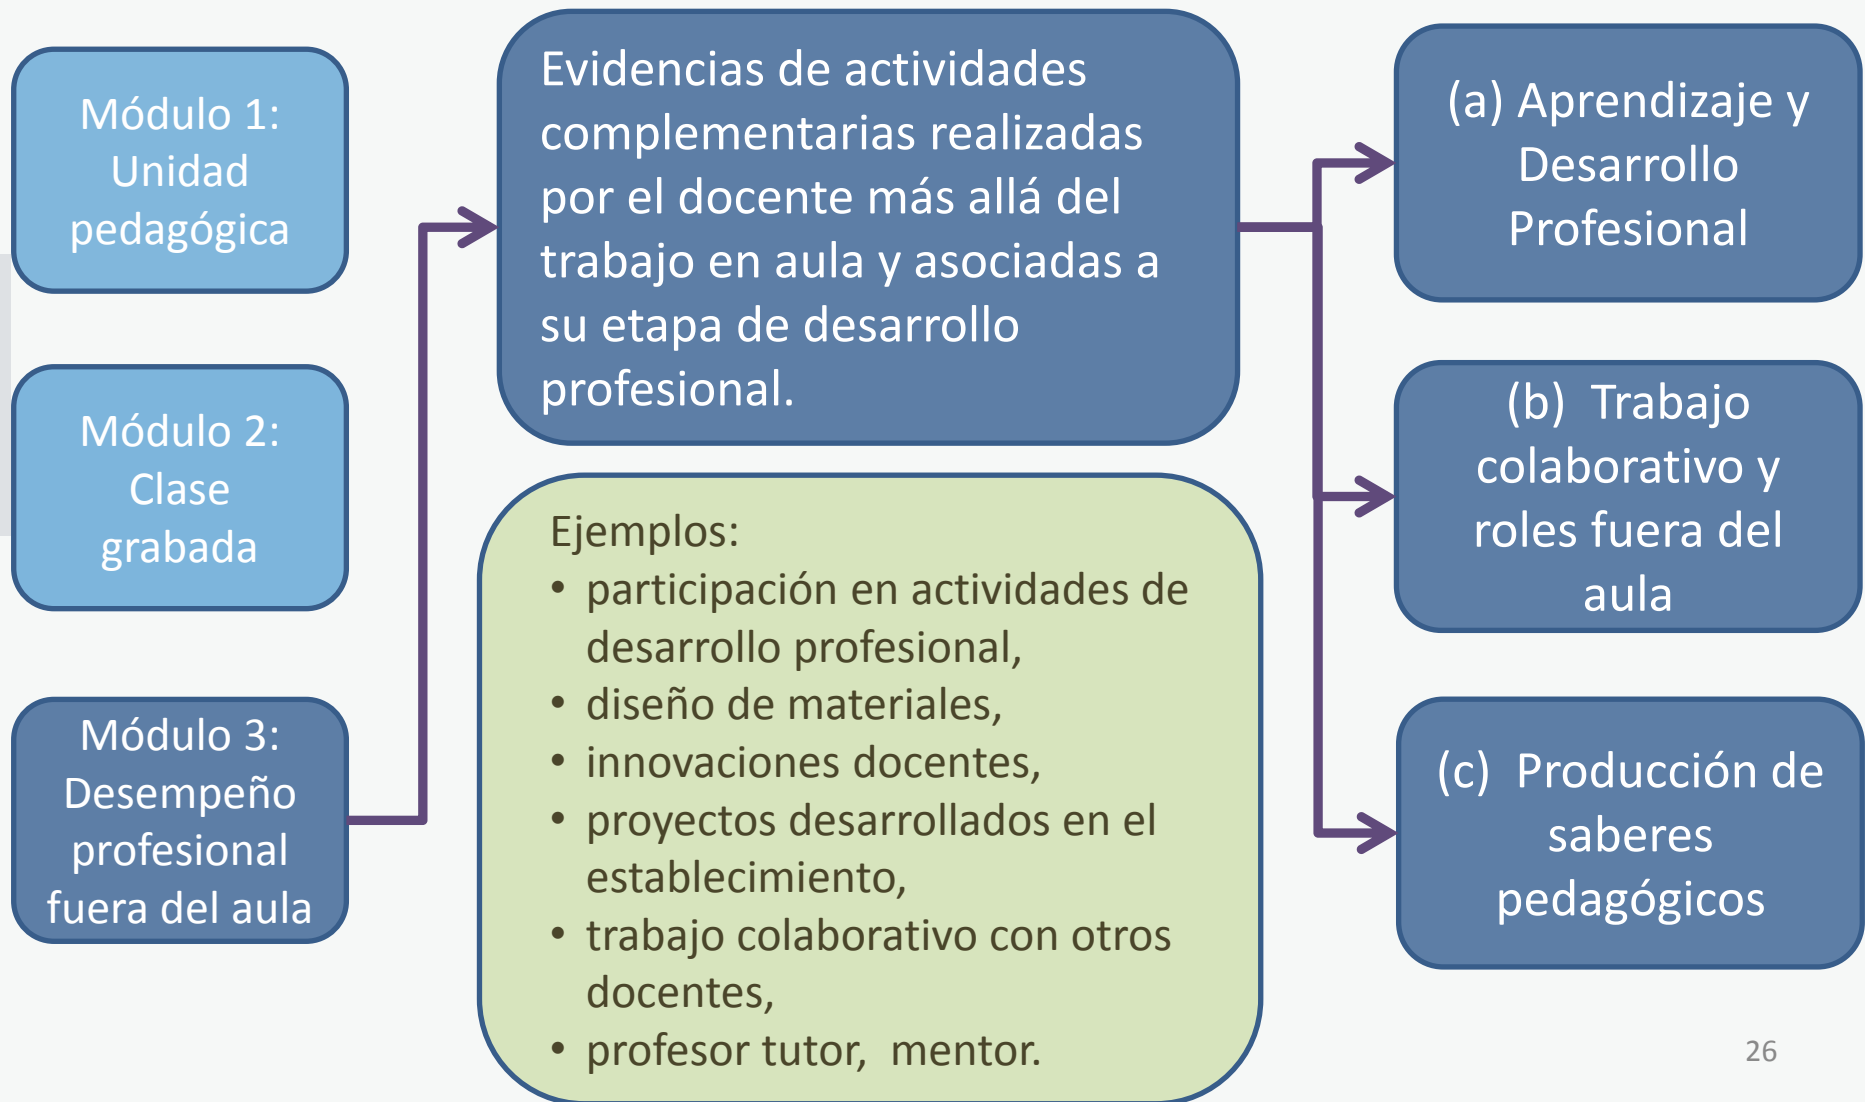 Módulo 1:
Unidad
pedagógica
Módulo 2:
Clase
grabada
Módulo 3:
Desempeño
profesional
fuera del aula
Evidencias de actividades
complementarias realizadas
por el docente más allá del
trabajo en aula y asociadas a
su etapa de desarrollo
profesional.
Ejemplos:
• participación en actividades de
desarrollo profesional,
• diseño de materiales,
• innovaciones docentes,
• proyectos desarrollados en el
establecimiento,
• trabajo colaborativo con otros
docentes,
• profesor tutor, mentor.
(a) Aprendizaje y
Desarrollo
Profesional
(b) Trabajo
colaborativo y
roles fuera del
aula
(c) Producción de
saberes
pedagógicos
26